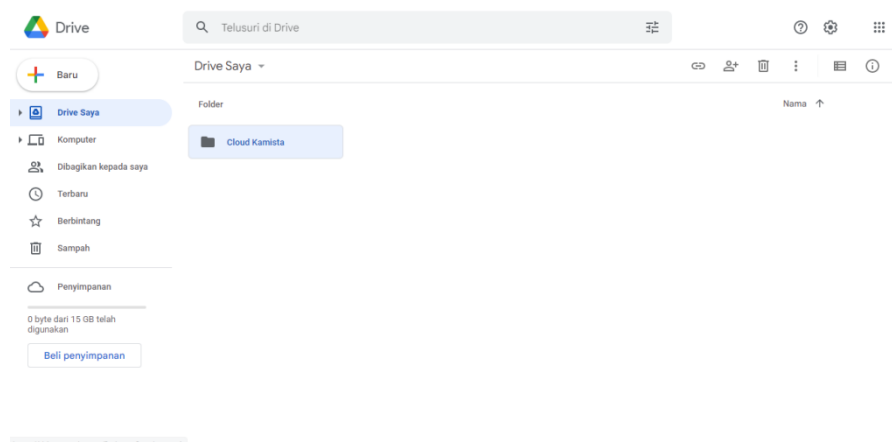 Drive
Telusuri di Drive
Baru
Drive Saya
Folder
Nama
Drive Saya
Cloud Kamista
Komputer
Dibagikan kepada saya
Terbaru
Berbintang
Sampah
Penyimpanan
0 byte dari 15 GB telah
digunakan
Beli penyimpanan